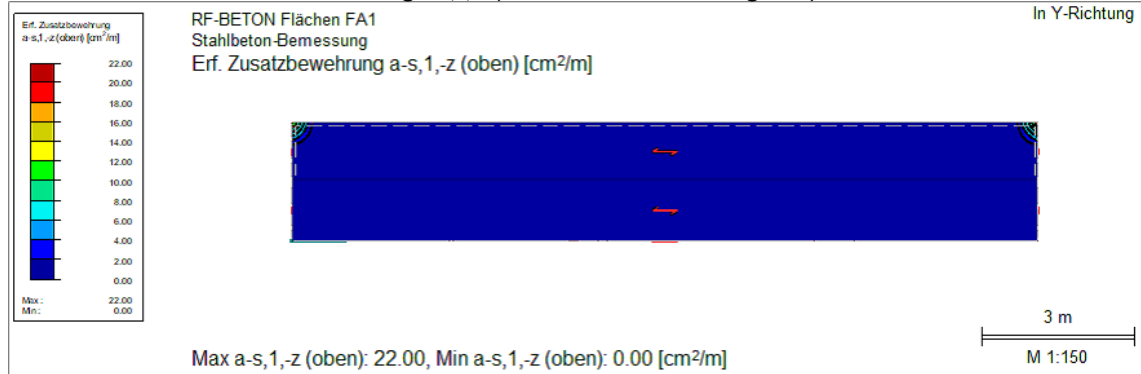 Erf. Zusatzbewehrung
a-s,1,-z (oben) [cm²/m]
22.00
20.00
18.00
16.00
14.00
12.00
10.00
8.00
6.00
4.00
2.00
0.00
Max : 22.00
Min : 0.00
RF-BETON Flächen FA1
Stahlbeton-Bemessung
Erf. Zusatzbewehrung a-s,1,-z (oben) [cm²/m]
In Y-Richtung
3 m
M 1:150
Max a-s,1,-z (oben): 22.00, Min a-s,1,-z (oben): 0.00 [cm²/m]